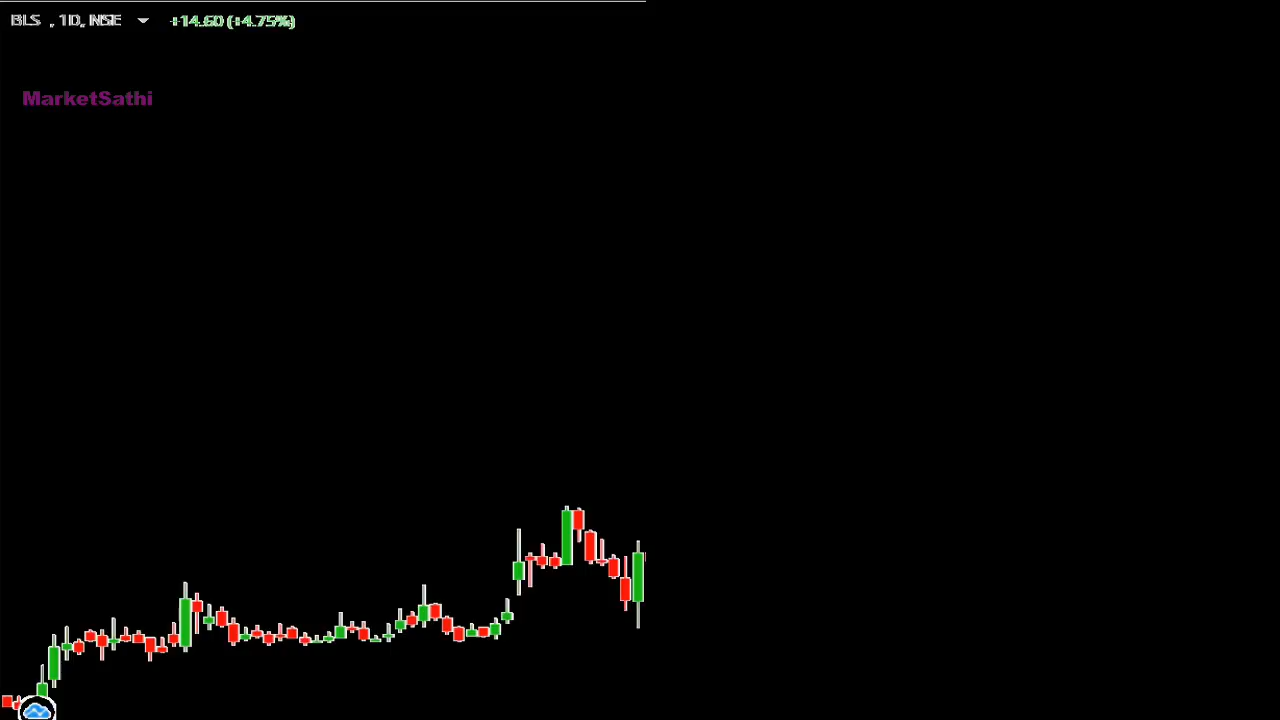 BLS , 1D, NSE +14.60 (+4.75%)
MarketSathi